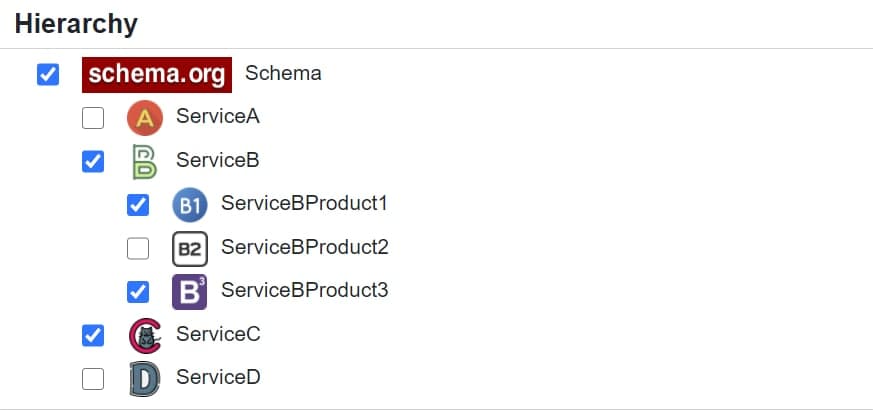 Hierarchy
schema.org Schema
A ServiceA
B ServiceB
B1 ServiceBProduct1
B2 ServiceBProduct2
B3 ServiceBProduct3
C ServiceC
D ServiceD